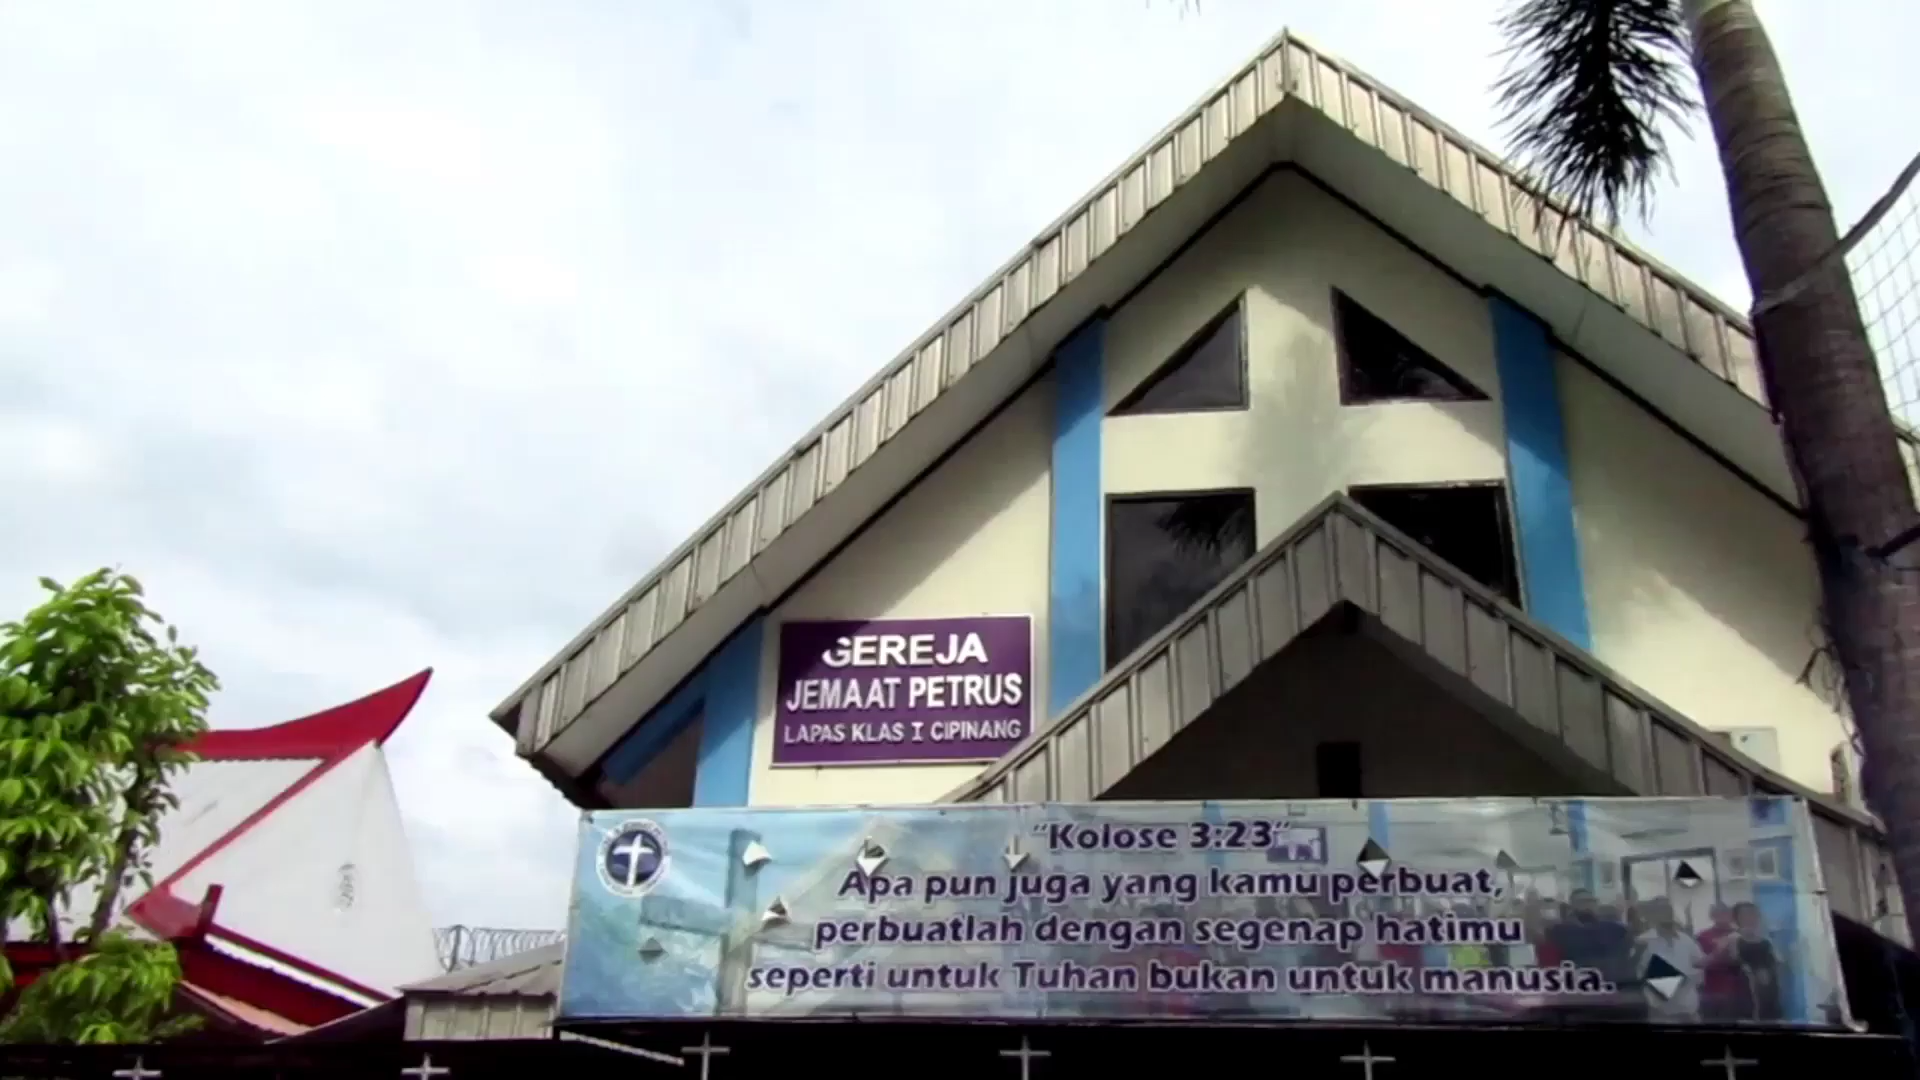 GEREJA
JEMAAT PETRUS
LAPAS KLAS I CIPINANG
"Kolose 3:23"
Apa pun juga yang kamu perbuat,
perbuatlah dengan segenap hatimu
seperti untuk Tuhan bukan untuk manusia.